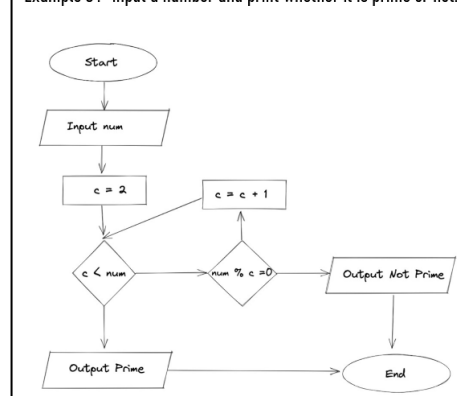 Example 31 Input a number and print whether it is prime or not.
Start
Input num
c = 2
c = c + 1
c < num
num % c =0
Output Not Prime
Output Prime
End